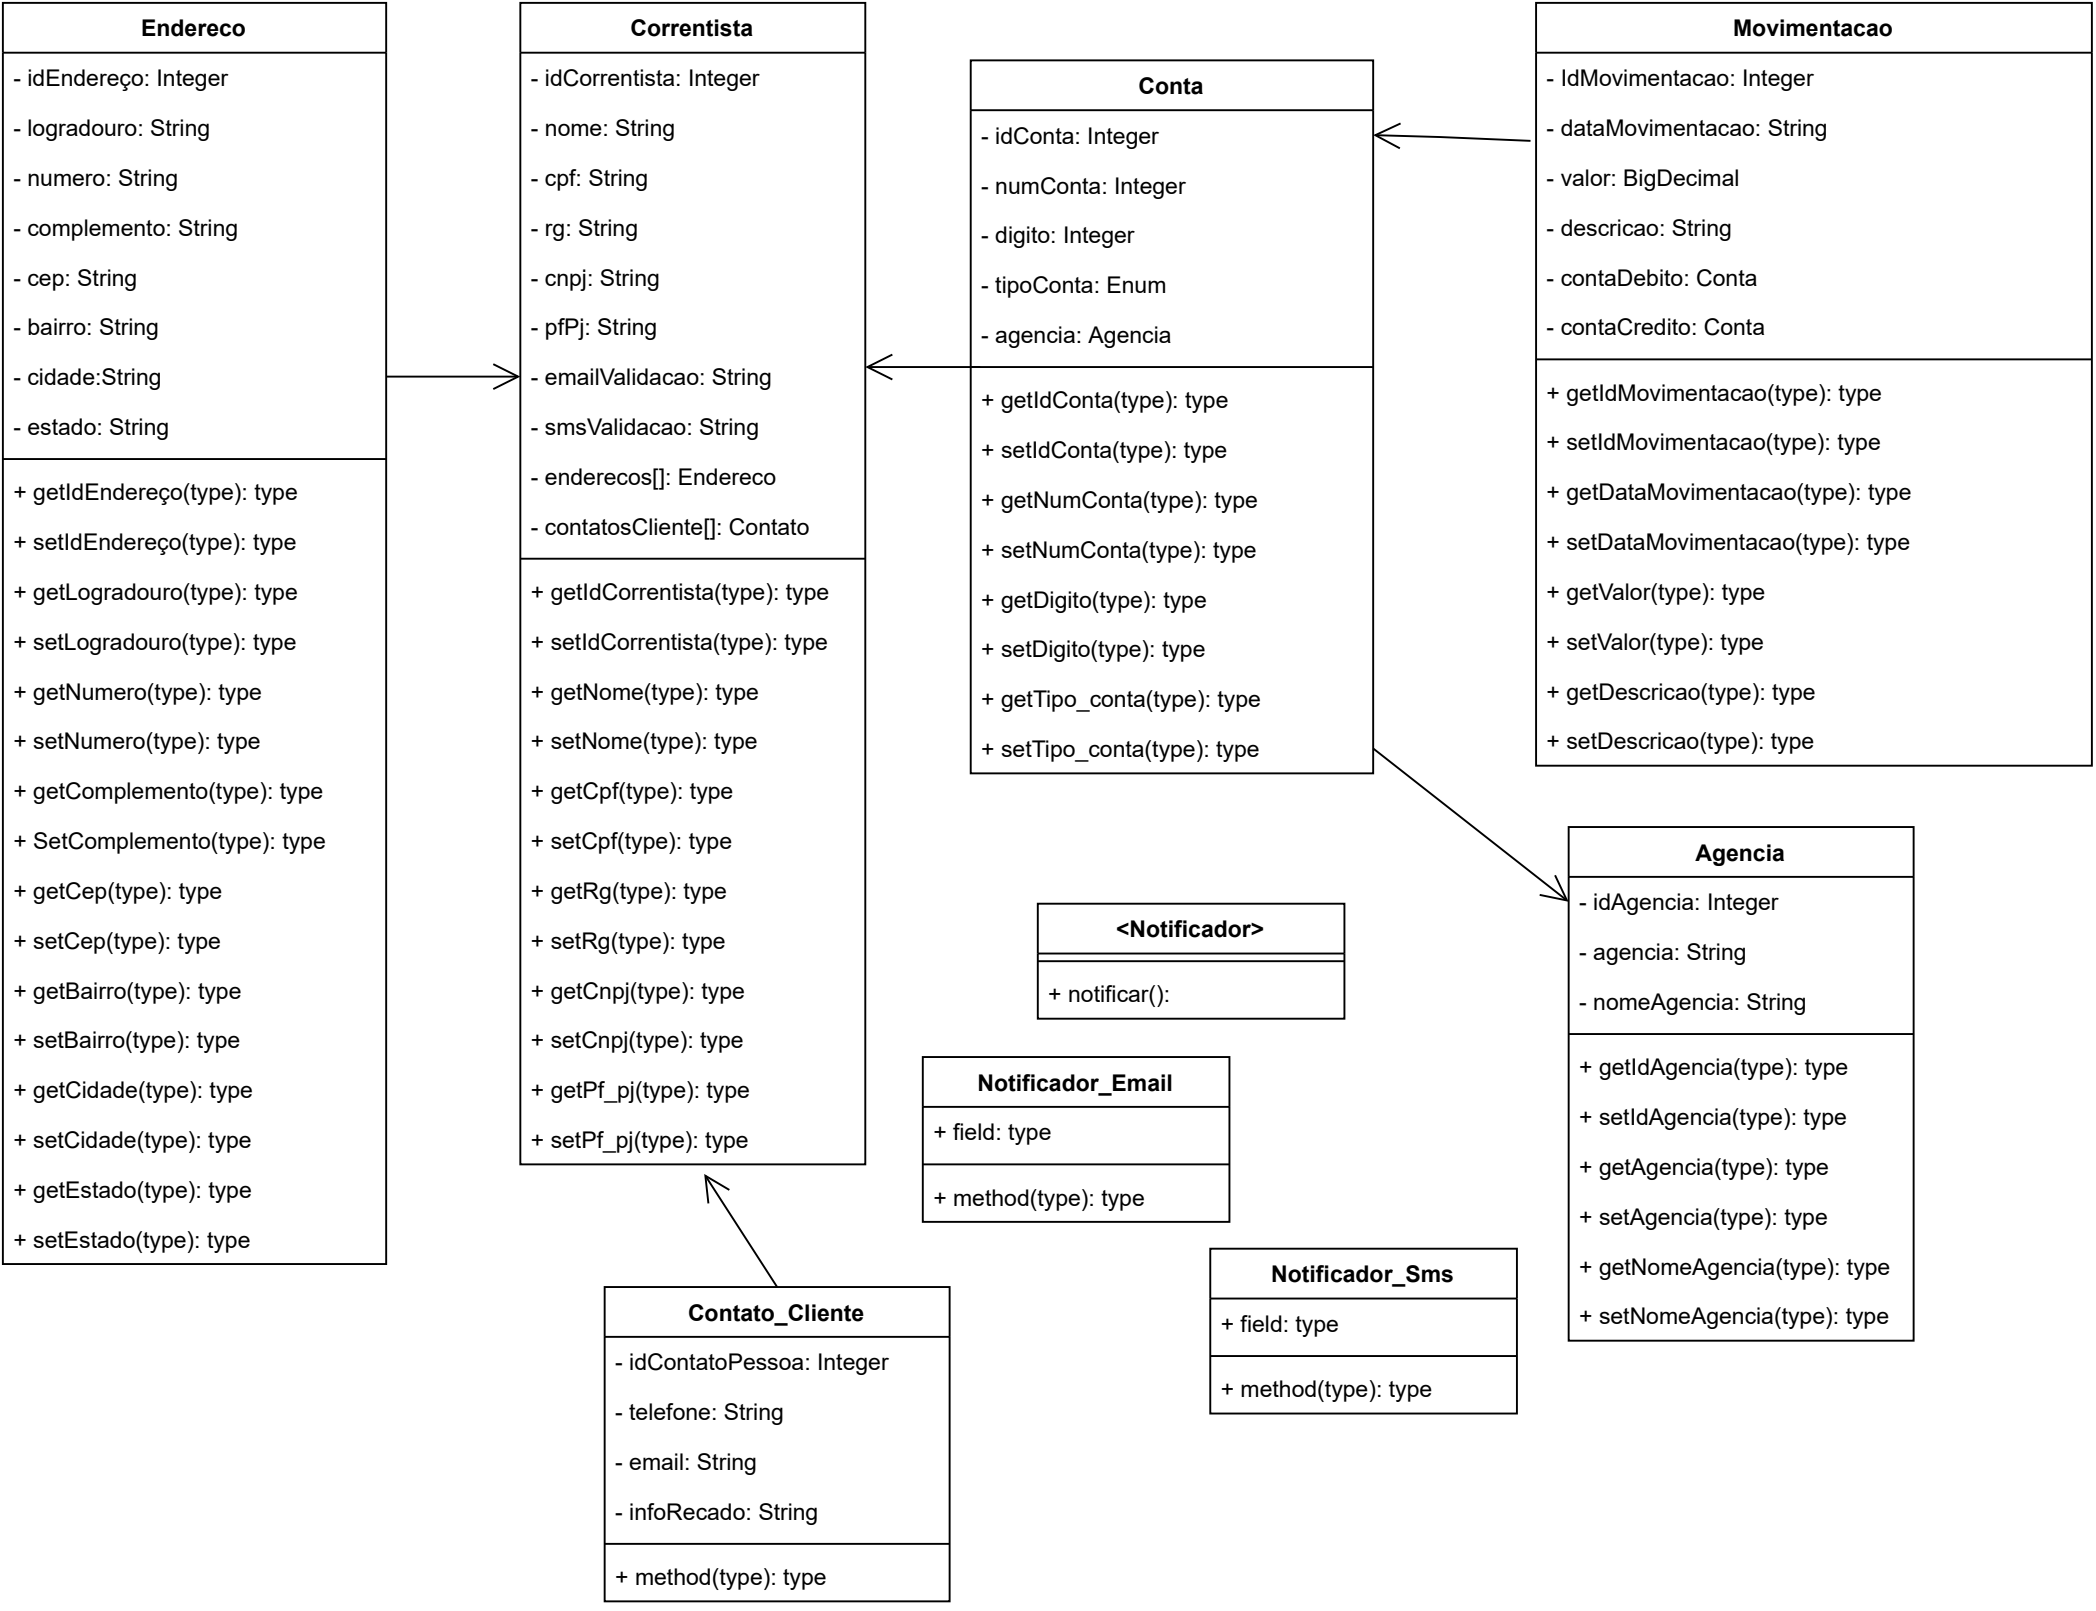 Endereco
- idEndereço: Integer
- logradouro: String
- numero: String
- complemento: String
- cep: String
- bairro: String
- cidade:String
- estado: String
+ getIdEndereço(type): type
+ setIdEndereço(type): type
+ getLogradouro(type): type
+ setLogradouro(type): type
+ getNumero(type): type
+ setNumero(type): type
+ getComplemento(type): type
+ SetComplemento(type): type
+ getCep(type): type
+ setCep(type): type
+ getBairro(type): type
+ setBairro(type): type
+ getCidade(type): type
+ setCidade(type): type
+ getEstado(type): type
+ setEstado(type): type
Correntista
- idCorrentista: Integer
- nome: String
- cpf: String
- rg: String
- cnpj: String
- pfPj: String
- emailValidacao: String
- smsValidacao: String
- enderecos[]: Endereco
- contatosCliente[]: Contato
+ getIdCorrentista(type): type
+ setIdCorrentista(type): type
+ getNome(type): type
+ setNome(type): type
+ getCpf(type): type
+ setCpf(type): type
+ getRg(type): type
+ setRg(type): type
+ getCnpj(type): type
+ setCnpj(type): type
+ getPf_pj(type): type
+ setPf_pj(type): type
Conta
- idConta: Integer
- numConta: Integer
- digito: Integer
- tipoConta: Enum
- agencia: Agencia
+ getIdConta(type): type
+ setIdConta(type): type
+ getNumConta(type): type
+ setNumConta(type): type
+ getDigito(type): type
+ setDigito(type): type
+ getTipo_conta(type): type
+ setTipo_conta(type): type
Movimentacao
- IdMovimentacao: Integer
- dataMovimentacao: String
- valor: BigDecimal
- descricao: String
- contaDebito: Conta
- contaCredito: Conta
+ getIdMovimentacao(type): type
+ setIdMovimentacao(type): type
+ getDataMovimentacao(type): type
+ setDataMovimentacao(type): type
+ getValor(type): type
+ setValor(type): type
+ getDescricao(type): type
+ setDescricao(type): type
Agencia
- idAgencia: Integer
- agencia: String
- nomeAgencia: String
+ getIdAgencia(type): type
+ setIdAgencia(type): type
+ getAgencia(type): type
+ setAgencia(type): type
+ getNomeAgencia(type): type
+ setNomeAgencia(type): type
<Notificador>
+ notificar():
Notificador_Email
+ field: type
+ method(type): type
Notificador_Sms
+ field: type
+ method(type): type
Contato_Cliente
- idContatoPessoa: Integer
- telefone: String
- email: String
- infoRecado: String
+ method(type): type